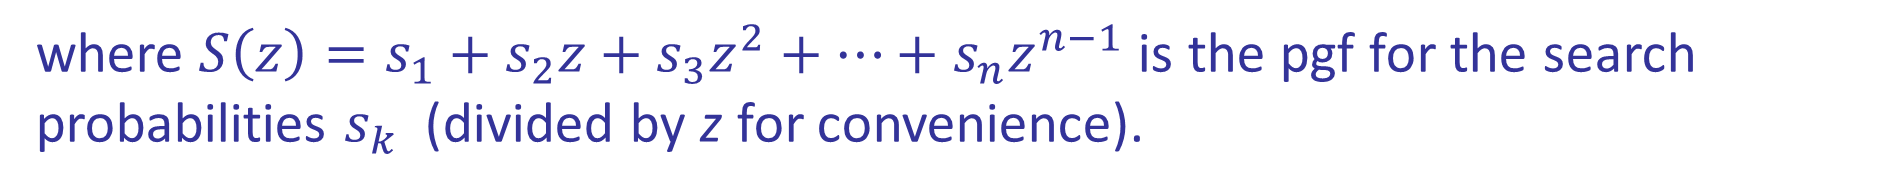 where 𝑆(𝑧) = 𝑠₁ + 𝑠₂𝑧 + 𝑠₃𝑧² + ⋯ + 𝑠ₙ𝑧ⁿ⁻¹ is the pgf for the search
probabilities 𝑠ₖ (divided by z for convenience).